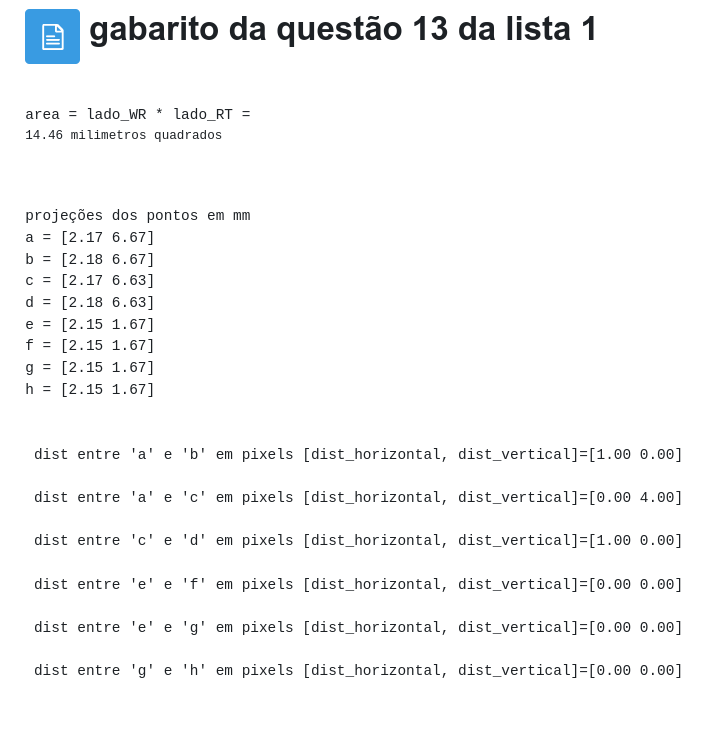 gabarito da questão 13 da lista 1
area = lado_WR * lado_RT =
14.46 milimetros quadrados
projeções dos pontos em mm
a = [2.17 6.67]
b = [2.18 6.67]
c = [2.17 6.63]
d = [2.18 6.63]
e = [2.15 1.67]
f = [2.15 1.67]
g = [2.15 1.67]
h = [2.15 1.67]
dist entre 'a' e 'b' em pixels [dist_horizontal, dist_vertical]=[1.00 0.00]
dist entre 'a' e 'c' em pixels [dist_horizontal, dist_vertical]=[0.00 4.00]
dist entre 'c' e 'd' em pixels [dist_horizontal, dist_vertical]=[1.00 0.00]
dist entre 'e' e 'f' em pixels [dist_horizontal, dist_vertical]=[0.00 0.00]
dist entre 'e' e 'g' em pixels [dist_horizontal, dist_vertical]=[0.00 0.00]
dist entre 'g' e 'h' em pixels [dist_horizontal, dist_vertical]=[0.00 0.00]